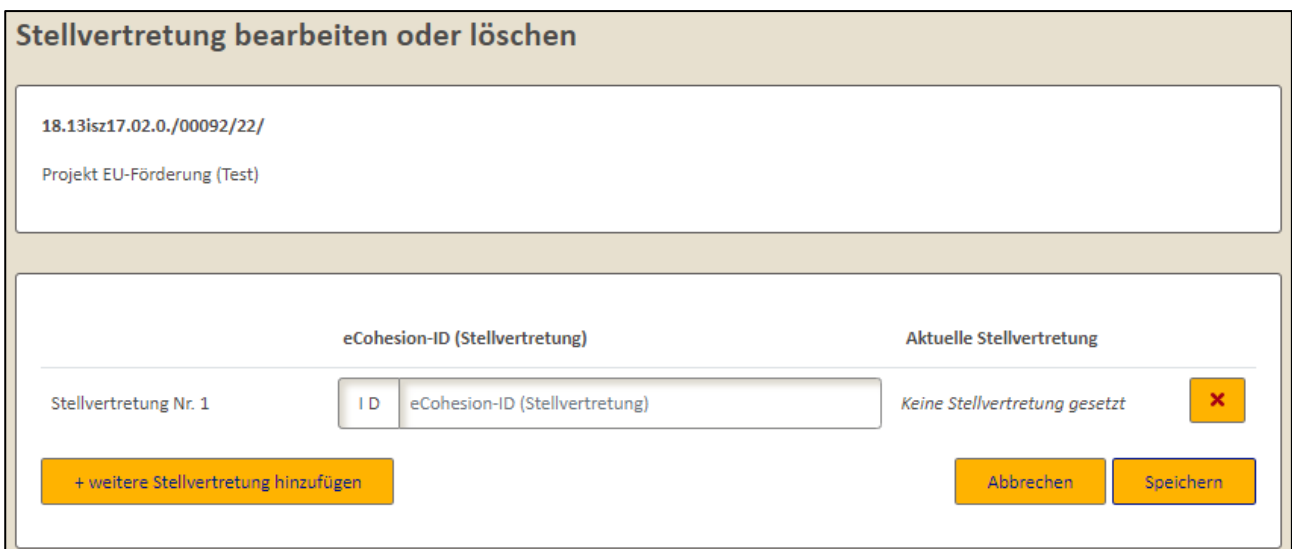 Stellvertretung bearbeiten oder löschen
18.13isz17.02.0./00092/22/
Projekt EU-Förderung (Test)
eCohesion-ID (Stellvertretung) Aktuelle Stellvertretung
Stellvertretung Nr. 1 I D eCohesion-ID (Stellvertretung) Keine Stellvertretung gesetzt ×
+ weitere Stellvertretung hinzufügen Abbrechen Speichern